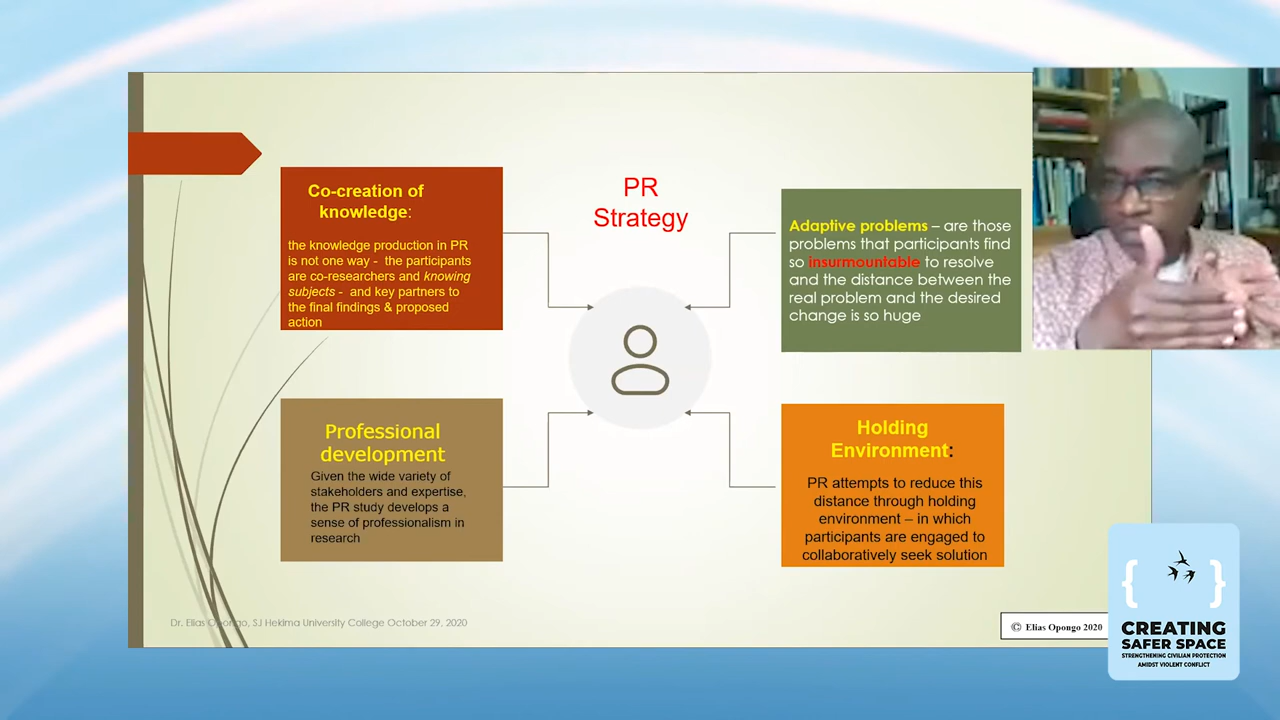 Co-creation of
knowledge:
the knowledge production in PR
is not one way - the participants
are co-researchers and knowing
subjects - and key partners to
the final findings & proposed
action
PR
Strategy
Adaptive problems – are those
problems that participants find
so insurmountable to resolve
and the distance between the
real problem and the desired
change is so huge
Professional
development
Given the wide variety of
stakeholders and expertise,
the PR study develops a
sense of professionalism in
research
Holding
Environment:
PR attempts to reduce this
distance through holding
environment – in which
participants are engaged to
collaboratively seek solution
Dr. Elias Opongo, SJ Hekima University College October 29, 2020
© Elias Opongo 2020
{ }
CREATING
SAFER SPACE
STRENGTHENING CIVILIAN PROTECTION
AMIDST VIOLENT CONFLICT